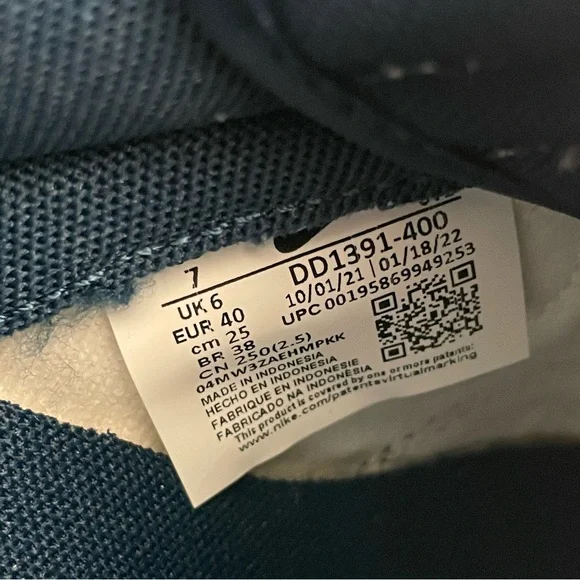 7
UK 6
EUR 40
cm 25
BR 38
CN 250(2.5)
04MW3ZAEHMPKK
MADE IN INDONESIA
HECHO EN INDONESIA
FABRIQUE EN INDONESIE
FABRICADO NA INDONÉSIA
This product is covered by one or more patents:
www.nike.com/patentsvirtualmarking
DD1391-400
10/01/21 | 01/18/22
UPC 00195869949253